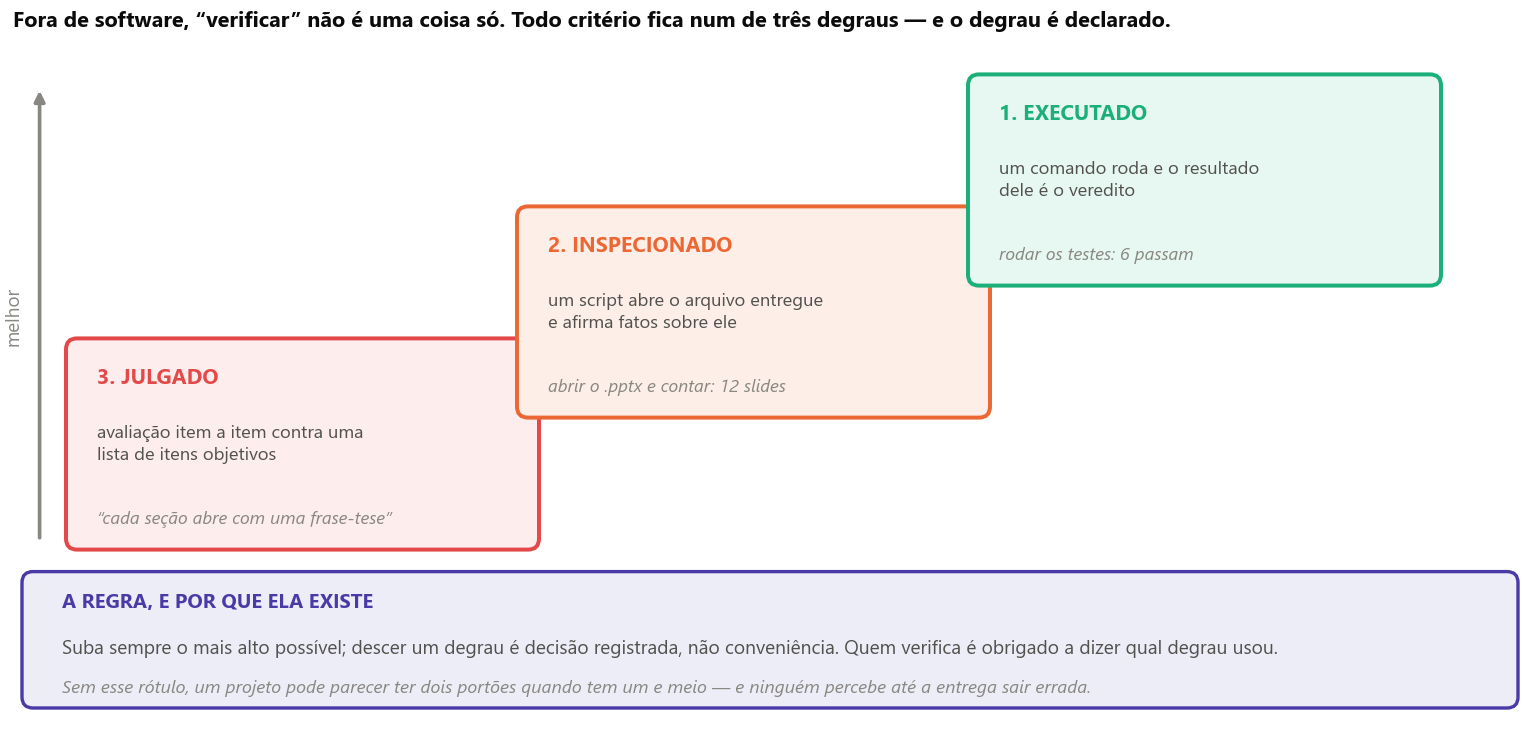 Fora de software, “verificar” não é uma coisa só. Todo critério fica num de três degraus — e o degrau é declarado.
melhor
1. EXECUTADO
um comando roda e o resultado
dele é o veredito
rodar os testes: 6 passam
2. INSPECIONADO
um script abre o arquivo entregue
e afirma fatos sobre ele
abrir o .pptx e contar: 12 slides
3. JULGADO
avaliação item a item contra uma
lista de itens objetivos
“cada seção abre com uma frase-tese”
A REGRA, E POR QUE ELA EXISTE
Suba sempre o mais alto possível; descer um degrau é decisão registrada, não conveniência. Quem verifica é obrigado a dizer qual degrau usou.
Sem esse rótulo, um projeto pode parecer ter dois portões quando tem um e meio — e ninguém percebe até a entrega sair errada.